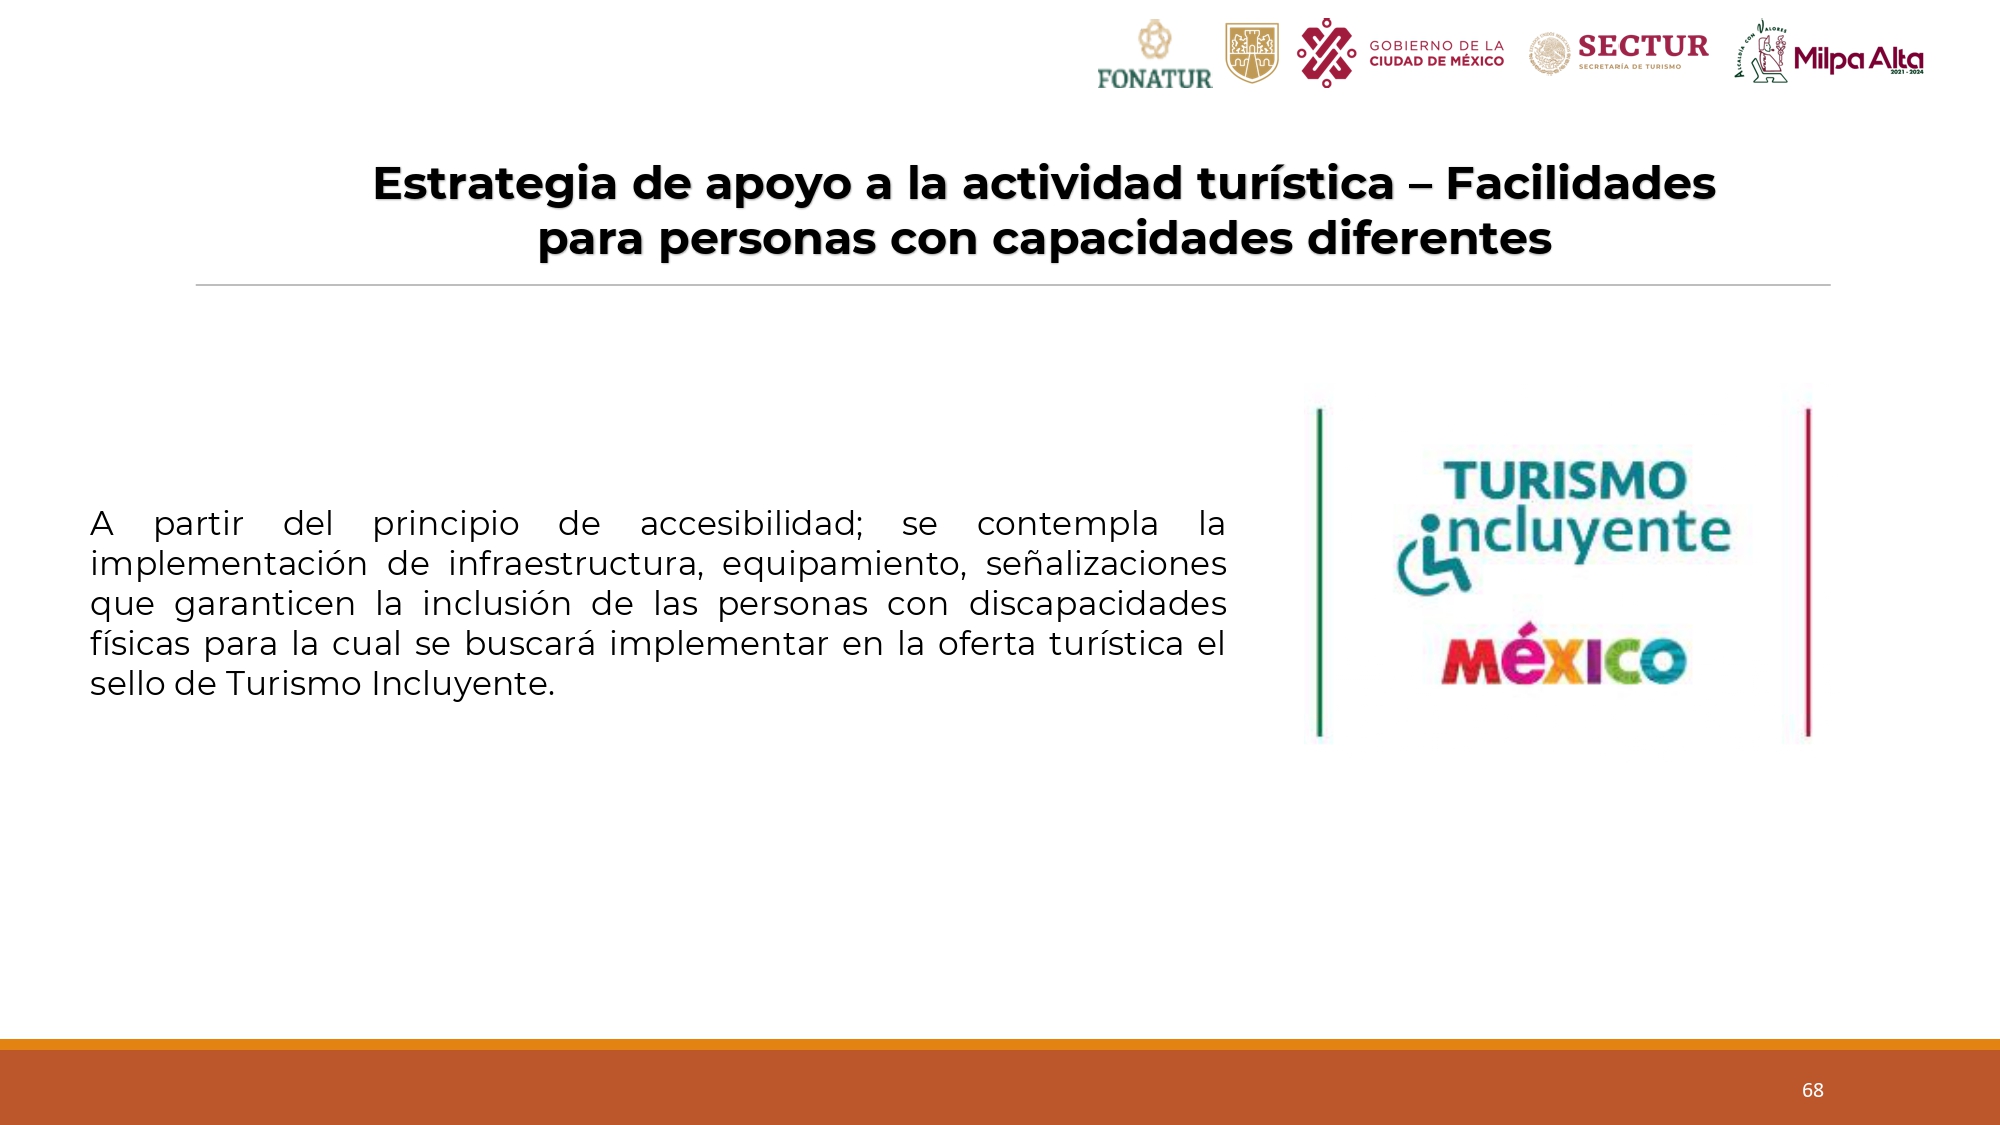 FONATUR
GOBIERNO DE LA
CIUDAD DE MÉXICO
SECTUR
SECRETARÍA DE TURISMO
ALCALDÍA CON VALORES
Milpa Alta
2021 - 2024
Estrategia de apoyo a la actividad turística – Facilidades
para personas con capacidades diferentes
A partir del principio de accesibilidad; se contempla la
implementación de infraestructura, equipamiento, señalizaciones
que garanticen la inclusión de las personas con discapacidades
físicas para la cual se buscará implementar en la oferta turística el
sello de Turismo Incluyente.
TURISMO
incluyente
méxico
68